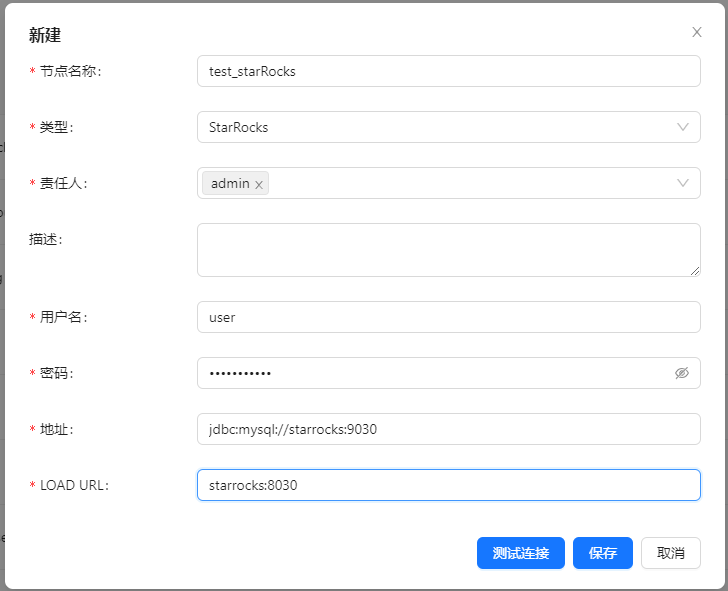 新建
* 节点名称: test_starRocks
* 类型: StarRocks
* 责任人: admin
描述:
* 用户名: user
* 密码: •••••••••••
* 地址: jdbc:mysql://starrocks:9030
* LOAD URL: starrocks:8030
测试连接 保存 取消